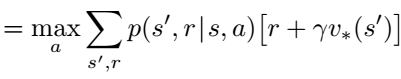 = max_a ∑_{s′,r} p(s′, r | s, a) [r + γv_*(s′)]